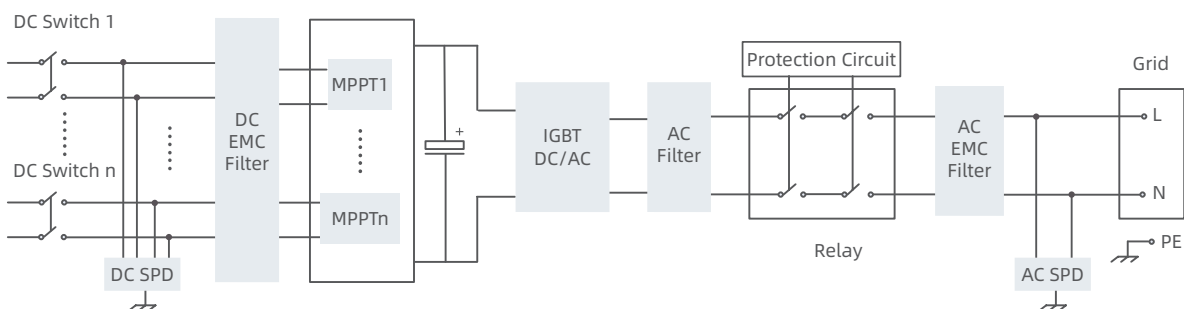 DC Switch 1
DC Switch n
DC SPD
DC
EMC
Filter
MPPT1
MPPTn
+
IGBT
DC/AC
AC
Filter
Protection Circuit
Relay
AC
EMC
Filter
Grid
L
N
PE
AC SPD